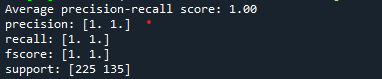 Average precision-recall score: 1.00
precision: [1. 1.]
recall: [1. 1.]
fscore: [1. 1.]
support: [225 135]